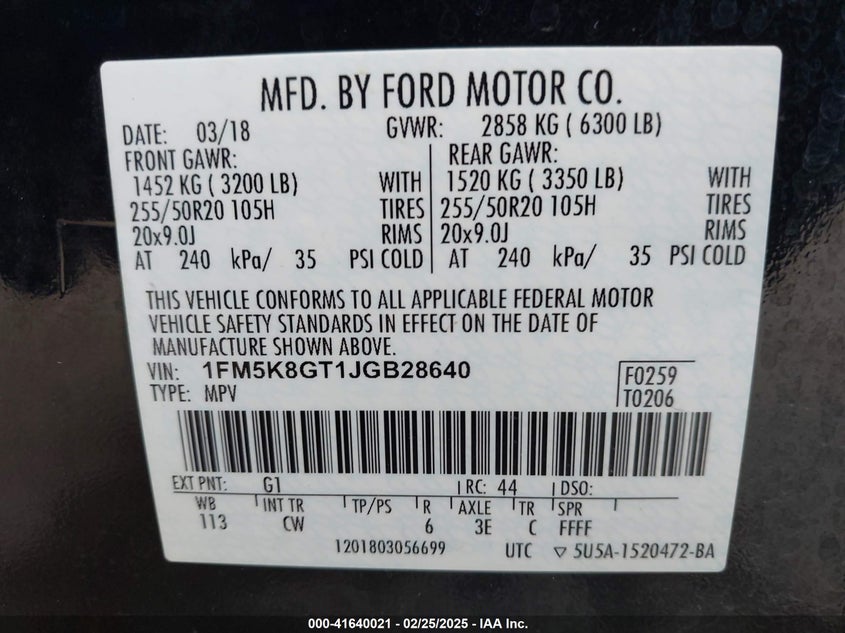 MFD. BY FORD MOTOR CO.
DATE: 03/18 GVWR: 2858 KG ( 6300 LB)
FRONT GAWR: REAR GAWR:
1452 KG ( 3200 LB) WITH 1520 KG ( 3350 LB) WITH
255/50R20 105H TIRES 255/50R20 105H TIRES
20x9.0J RIMS 20x9.0J RIMS
AT 240 kPa/ 35 PSI COLD AT 240 kPa/ 35 PSI COLD
THIS VEHICLE CONFORMS TO ALL APPLICABLE FEDERAL MOTOR
VEHICLE SAFETY STANDARDS IN EFFECT ON THE DATE OF
MANUFACTURE SHOWN ABOVE.
VIN: 1FM5K8GT1JGB28640 F0259
TYPE: MPV T0206
EXT PNT: G1 RC: 44 DSO:
WB INT TR TP/PS R AXLE TR SPR
113 CW 6 3E C FFFF
1201803056699 UTC ▽ 5U5A-1520472-BA
000-41640021 - 02/25/2025 - IAA Inc.